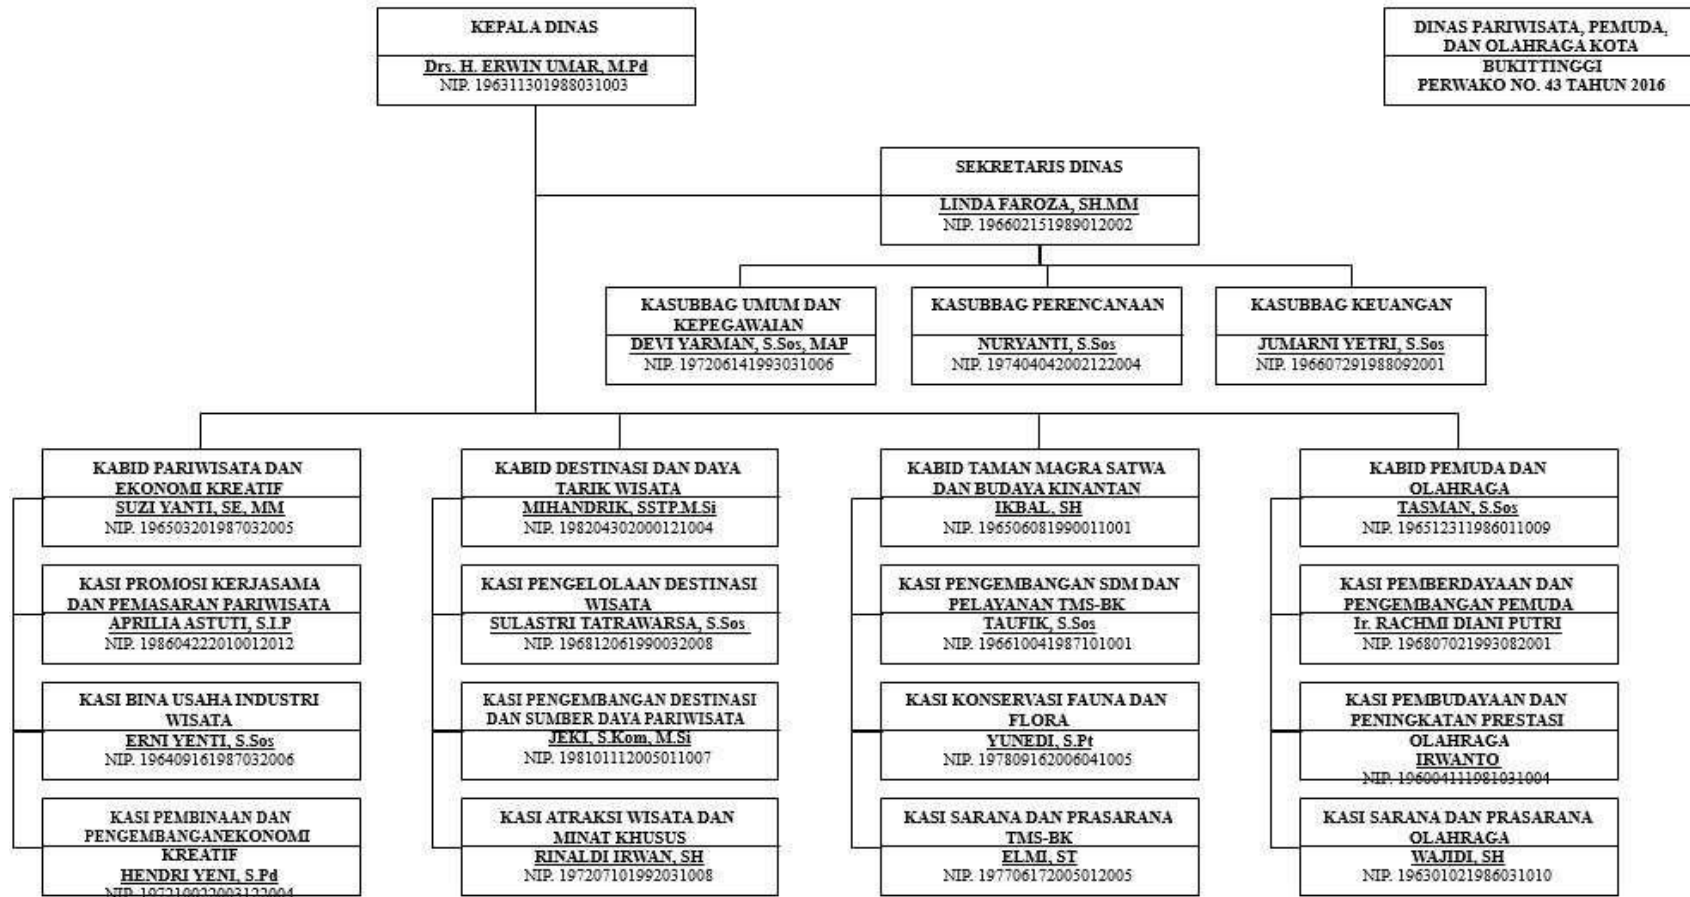 KEPALA DINAS
Drs. H. ERWIN UMAR, M.Pd
NIP. 196311301988031003
DINAS PARIWISATA, PEMUDA,
DAN OLAHRAGA KOTA
BUKITTINGGI
PERWAKO NO. 43 TAHUN 2016
SEKRETARIS DINAS
LINDA FAROZA, SH.MM
NIP. 196602151989012002
KASUBBAG UMUM DAN
KEPEGAWAIAN
DEVI YARMAN, S.Sos, MAP
NIP. 197206141993031006
KASUBBAG PERENCANAAN
NURYANTI, S.Sos
NIP. 197404042002122004
KASUBBAG KEUANGAN
JUMARNI YETRI, S.Sos
NIP. 196607291988092001
KABID PARIWISATA DAN
EKONOMI KREATIF
SUZI YANTI, SE, MM
NIP. 196503201987032005
KASI PROMOSI KERJASAMA
DAN PEMASARAN PARIWISATA
APRILIA ASTUTI, S.I.P
NIP. 198604222010012012
KASI BINA USAHA INDUSTRI
WISATA
ERNI YENTI, S.Sos
NIP. 196409161987032006
KASI PEMBINAAN DAN
PENGEMBANGANEKONOMI
KREATIF
HENDRI YENI, S.Pd
NIP. 197210022003122004
KABID DESTINASI DAN DAYA
TARIK WISATA
MIHANDRIK, SSTP.M.Si
NIP. 198204302000121004
KASI PENGELOLAAN DESTINASI
WISATA
SULASTRI TATRAWARSA, S.Sos
NIP. 196812061990032008
KASI PENGEMBANGAN DESTINASI
DAN SUMBER DAYA PARIWISATA
JEKI, S.Kom, M.Si
NIP. 198101112005011007
KASI ATRAKSI WISATA DAN
MINAT KHUSUS
RINALDI IRWAN, SH
NIP. 197207101992031008
KABID TAMAN MAGRA SATWA
DAN BUDAYA KINANTAN
IKBAL, SH
NIP. 196506081990011001
KASI PENGEMBANGAN SDM DAN
PELAYANAN TMS-BK
TAUFIK, S.Sos
NIP. 196610041987101001
KASI KONSERVASI FAUNA DAN
FLORA
YUNEDI, S.Pt
NIP. 197809162006041005
KASI SARANA DAN PRASARANA
TMS-BK
ELMI, ST
NIP. 197706172005012005
KABID PEMUDA DAN
OLAHRAGA
TASMAN, S.Sos
NIP. 196512311986011009
KASI PEMBERDAYAAN DAN
PENGEMBANGAN PEMUDA
Ir. RACHMI DIANI PUTRI
NIP. 196807021993082001
KASI PEMBUDAYAAN DAN
PENINGKATAN PRESTASI
OLAHRAGA
IRWANTO
NIP. 196004111981031004
KASI SARANA DAN PRASARANA
OLAHRAGA
WAJIDI, SH
NIP. 196301021986031010